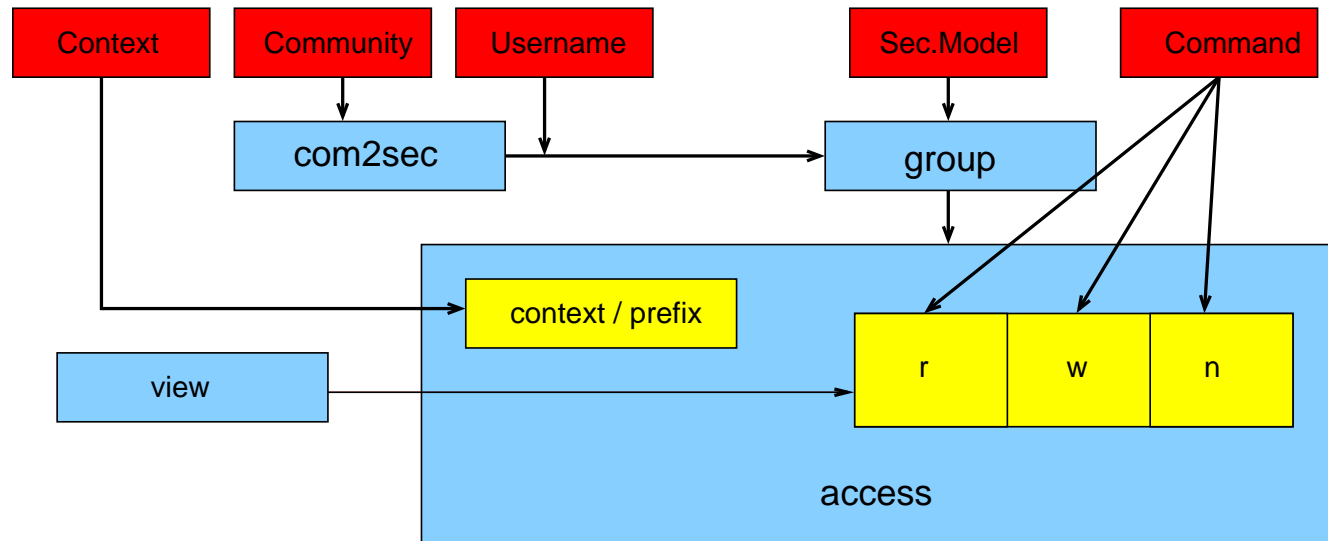 Context
Community
Username
Sec.Model
Command
com2sec
group
context / prefix
r
w
n
view
access